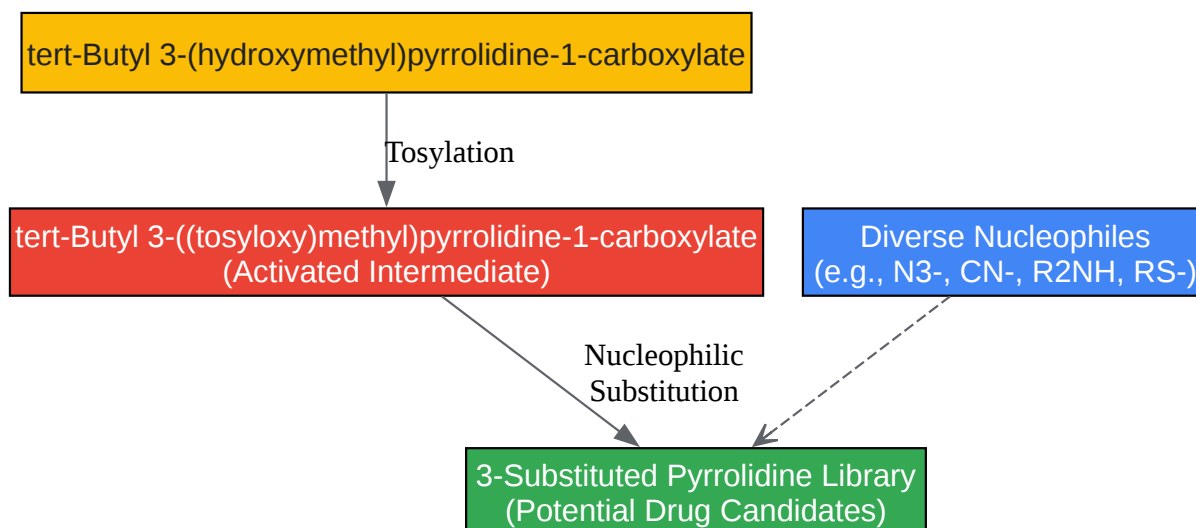 tert-Butyl 3-(hydroxymethyl)pyrrolidine-1-carboxylate
Tosylation
tert-Butyl 3-((tosyloxy)methyl)pyrrolidine-1-carboxylate
(Activated Intermediate)
Diverse Nucleophiles
(e.g., N3-, CN-, R2NH, RS-)
Nucleophilic
Substitution
3-Substituted Pyrrolidine Library
(Potential Drug Candidates)